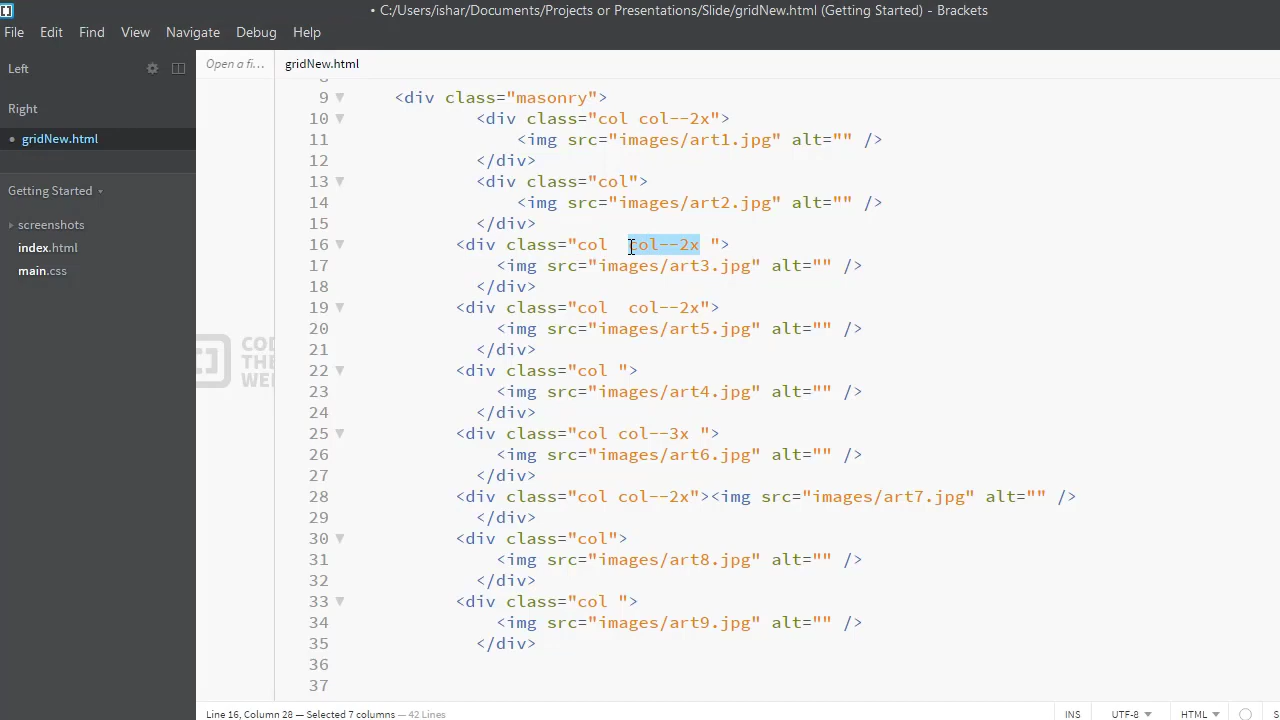 • C:/Users/ishar/Documents/Projects or Presentations/Slide/gridNew.html (Getting Started) - Brackets
File Edit Find View Navigate Debug Help
Left
Right
• gridNew.html
Getting Started
screenshots
index.html
main.css
Open a fi...
gridNew.html
COD
THE
WEB
8
9 <div class="masonry">
10 <div class="col col--2x">
11 <img src="images/art1.jpg" alt="" />
12 </div>
13 <div class="col">
14 <img src="images/art2.jpg" alt="" />
15 </div>
16 <div class="col  col--2x ">
17 <img src="images/art3.jpg" alt="" />
18 </div>
19 <div class="col  col--2x">
20 <img src="images/art5.jpg" alt="" />
21 </div>
22 <div class="col ">
23 <img src="images/art4.jpg" alt="" />
24 </div>
25 <div class="col col--3x ">
26 <img src="images/art6.jpg" alt="" />
27 </div>
28 <div class="col col--2x"><img src="images/art7.jpg" alt="" />
29 </div>
30 <div class="col">
31 <img src="images/art8.jpg" alt="" />
32 </div>
33 <div class="col ">
34 <img src="images/art9.jpg" alt="" />
35 </div>
36
37
Line 16, Column 28 — Selected 7 columns — 42 Lines
INS UTF-8 HTML S